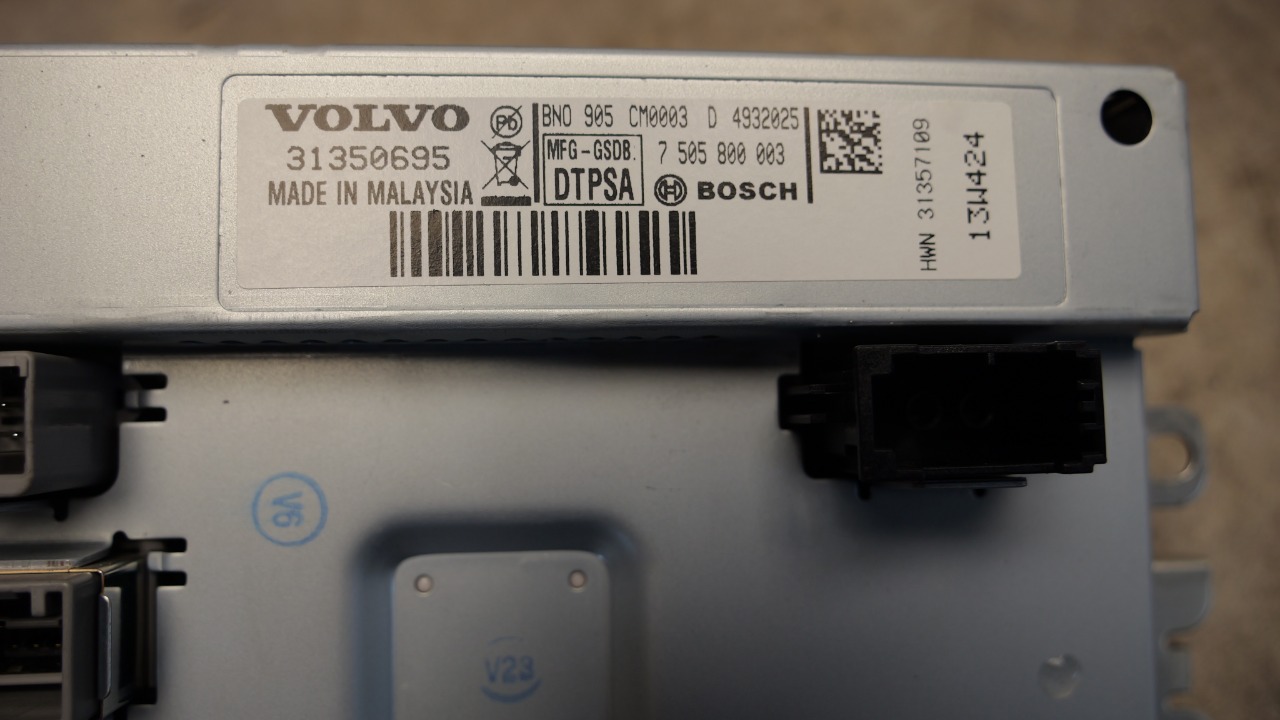 VOLVO
31350695
MADE IN MALAYSIA
PD
BNO 905 CM0003 D 4932025
MFG-GSDB.
DTPSA
7 505 800 003
BOSCH
HWN 31357109
13W424
V6
V23